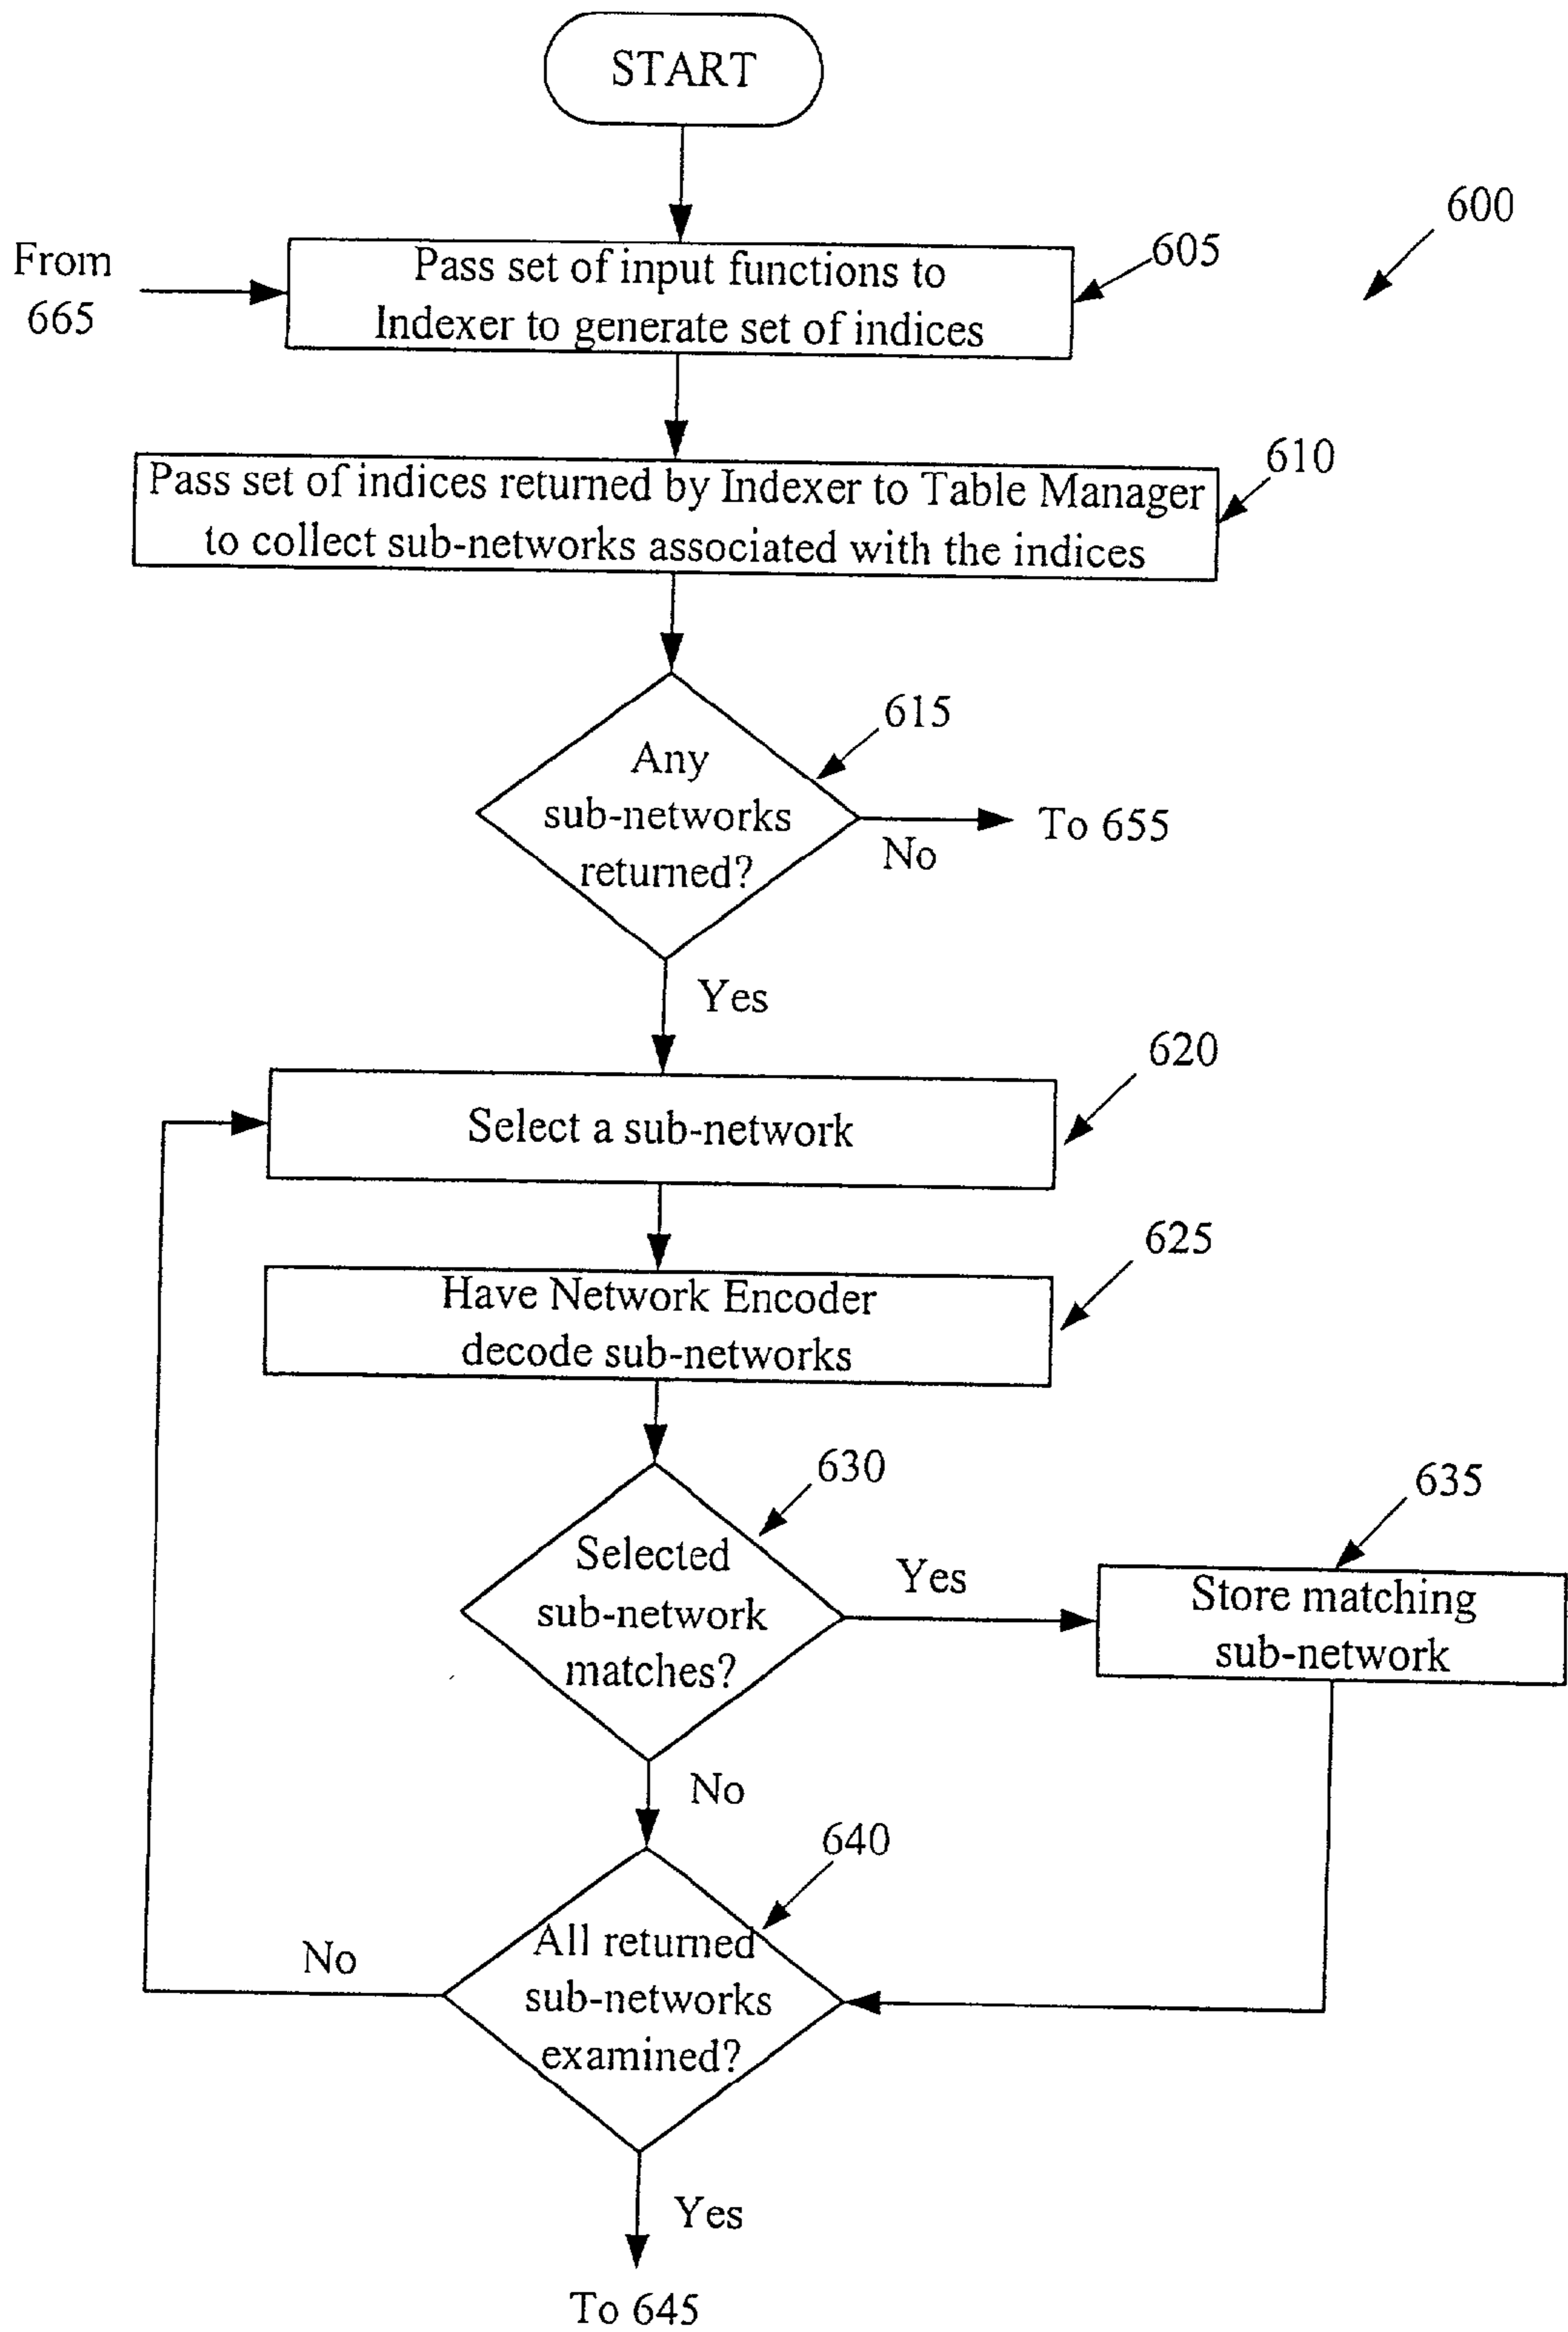 START
600
From
665
605
Pass set of input functions to
Indexer to generate set of indices
610
Pass set of indices returned by Indexer to Table Manager
to collect sub-networks associated with the indices
615
Any
sub-networks
returned?
No
To 655
Yes
620
Select a sub-network
625
Have Network Encoder
decode sub-networks
630
Selected
sub-network
matches?
Yes
635
Store matching
sub-network
No
640
All returned
sub-networks
examined?
No
Yes
To 645